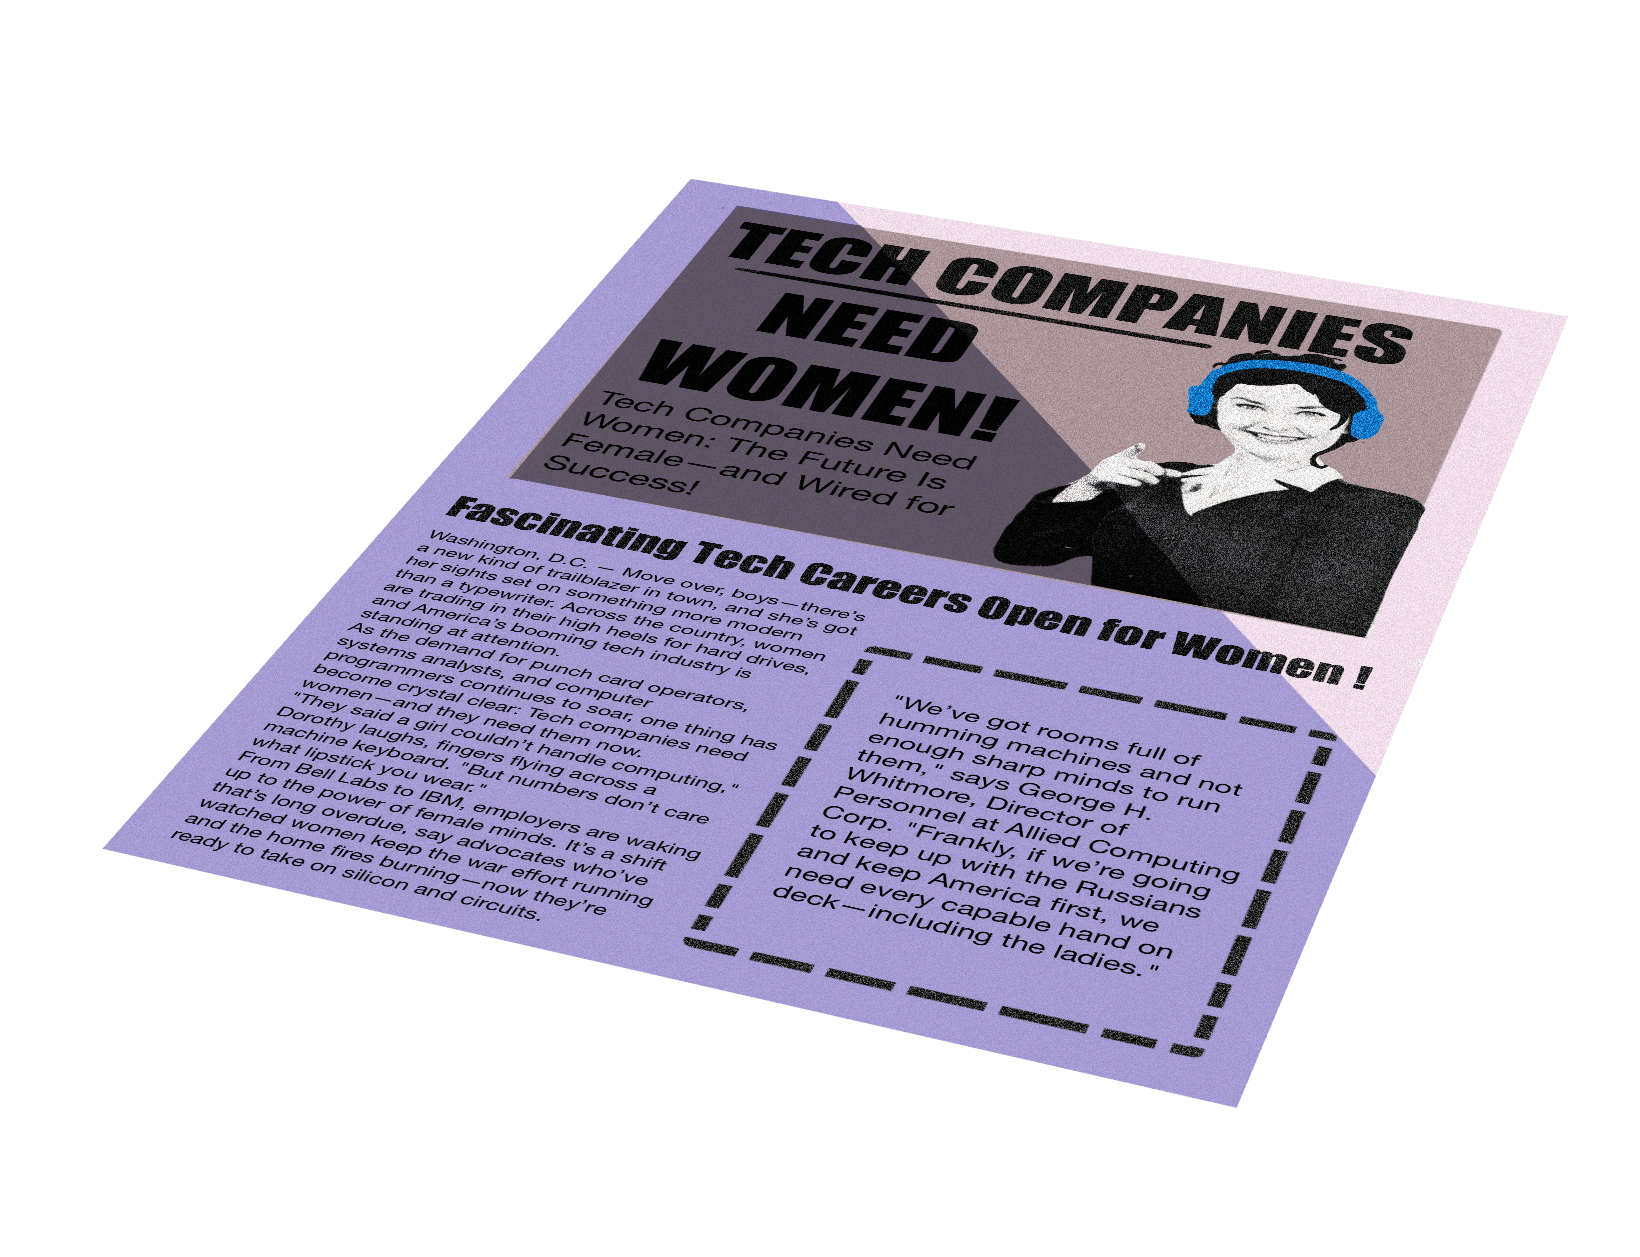 TECH COMPANIES
NEED
WOMEN!
Tech Companies Need
Women: The Future Is
Female—and Wired for
Success!
Fascinating Tech Careers Open for Women !
Washington, D.C. — Move over, boys—there's
a new kind of trailblazer in town, and she's got
her sights set on something more modern
than a typewriter. Across the country, women
are trading in their high heels for hard drives,
and America's booming tech industry is
standing at attention.
As the demand for punch card operators,
systems analysts, and computer
programmers continues to soar, one thing has
become crystal clear: Tech companies need
women—and they need them now.
"They said a girl couldn't handle computing,"
Dorothy laughs, fingers flying across a
machine keyboard. "But numbers don't care
what lipstick you wear."
From Bell Labs to IBM, employers are waking
up to the power of female minds. It's a shift
that's long overdue, say advocates who've
watched women keep the war effort running
and the home fires burning—now they're
ready to take on silicon and circuits.
"We've got rooms full of
humming machines and not
enough sharp minds to run
them," says George H.
Whitmore, Director of
Personnel at Allied Computing
Corp. "Frankly, if we're going
to keep up with the Russians
and keep America first, we
need every capable hand on
deck—including the ladies."